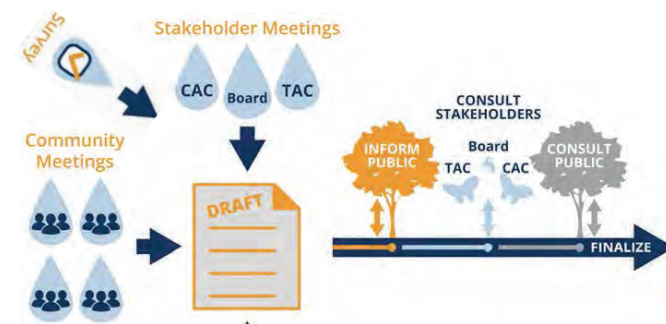 Survey
Stakeholder Meetings
CAC
Board
TAC
Community
Meetings
DRAFT
CONSULT
STAKEHOLDERS
INFORM
PUBLIC
Board
TAC
CAC
CONSULT
PUBLIC
FINALIZE